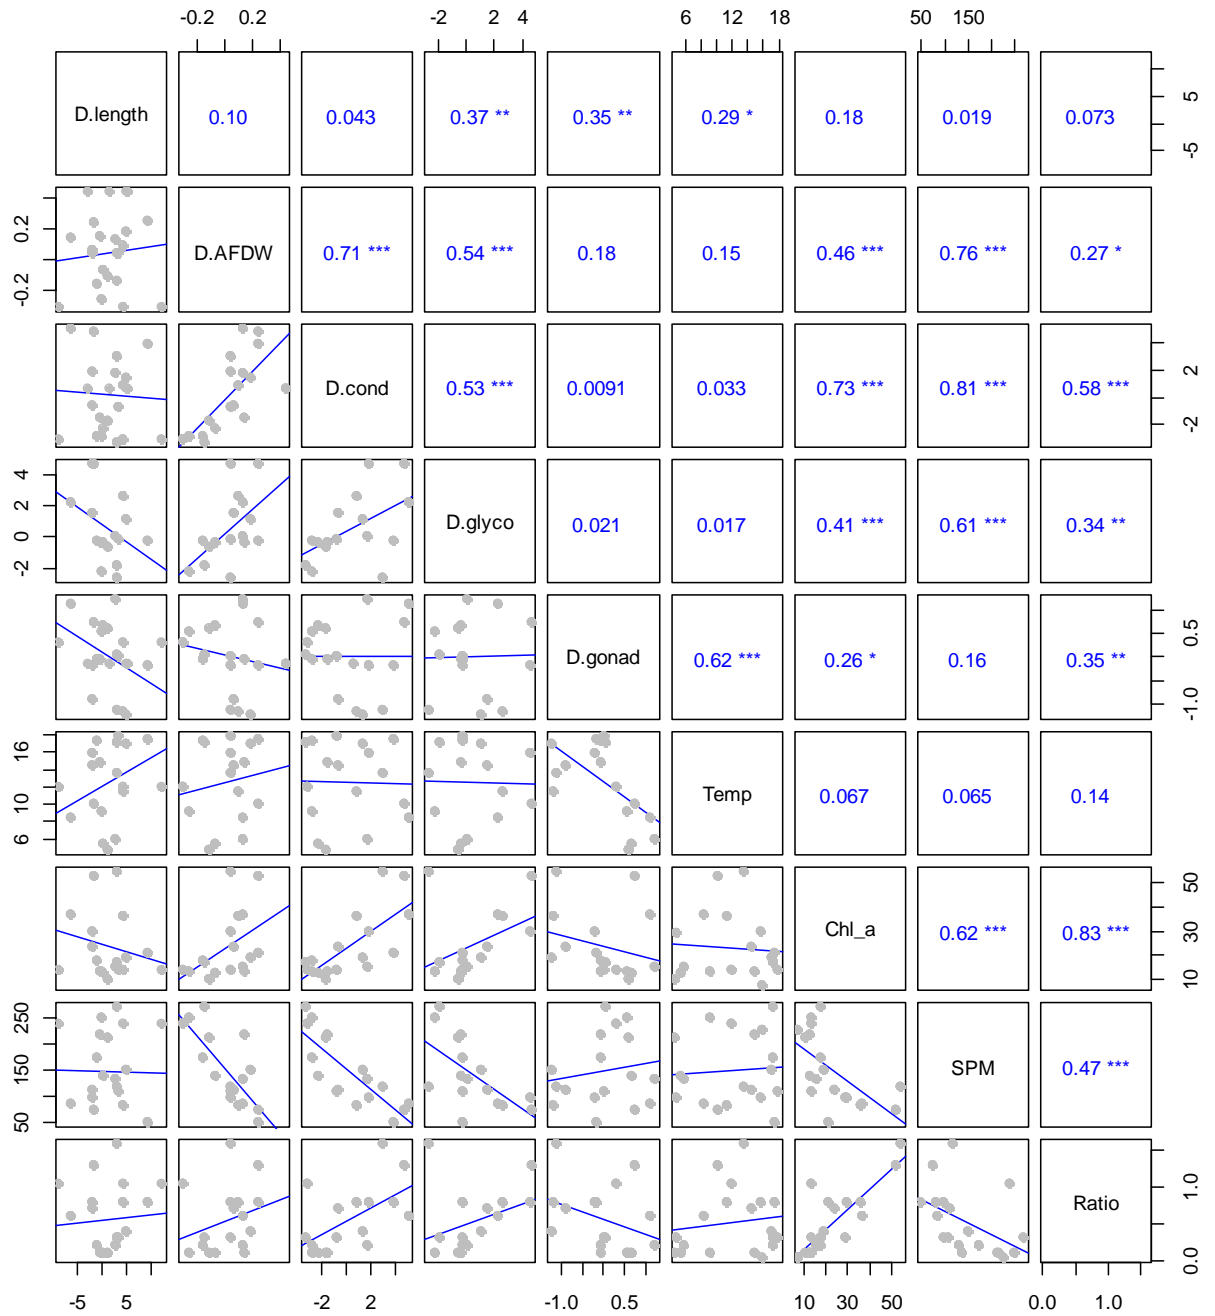 -0.2 0.2 -2 2 4 6 12 18 50 150
D.length 0.10 0.043 0.37 ** 0.35 ** 0.29 * 0.18 0.019 0.073 -5 5
-0.2 0.2 D.AFDW 0.71 *** 0.54 *** 0.18 0.15 0.46 *** 0.76 *** 0.27 *
D.cond 0.53 *** 0.0091 0.033 0.73 *** 0.81 *** 0.58 *** -2 2
-2 0 2 4 D.glyco 0.021 0.017 0.41 *** 0.61 *** 0.34 **
D.gonad 0.62 *** 0.26 * 0.16 0.35 ** -1.0 0.5
6 10 16 Temp 0.067 0.065 0.14
Chl_a 0.62 *** 0.83 *** 10 30 50
50 150 250 SPM 0.47 ***
Ratio 0.0 1.0
-5 5 -2 2 -1.0 0.5 10 30 50 0.0 1.0